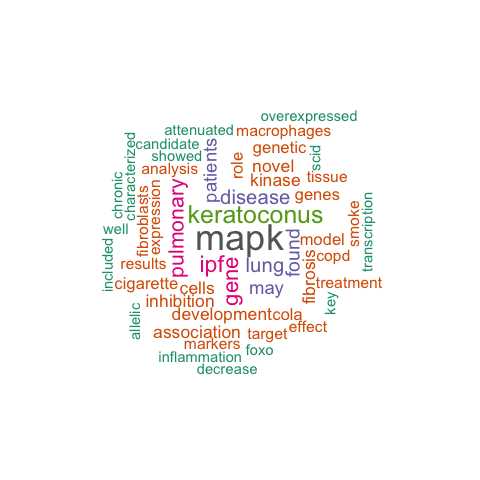 overexpressed
attenuated
macrophages
candidate
genetic
showed
patients
role
novel
scid
characterized
analysis
kinase
tissue
chronic
disease
genes
fibroblasts
expression
pulmonary
keratoconus
smoke
transcription
well
mapk
found
model
included
results
ipfe
lung
fibrosis
copd
cigarette
cells
gene
may
treatment
inhibition
key
allelic
development
cola
association
target
effect
markers
foxo
inflammation
decrease